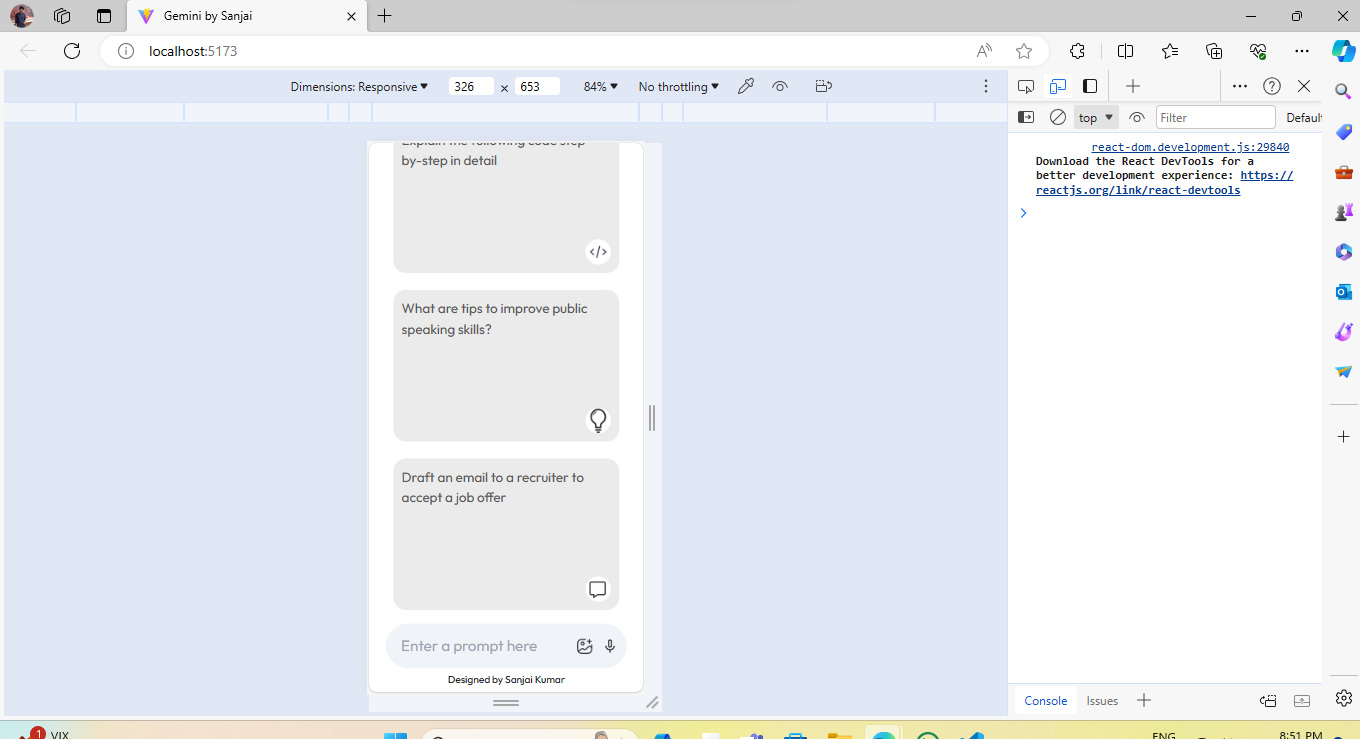 Gemini by Sanjai
localhost:5173
Dimensions: Responsive 326 × 653 84% No throttling
top Filter Defaul
react-dom.development.js:29840
Download the React DevTools for a
better development experience: https://
reactjs.org/link/react-devtools
Explain the following code step-
by-step in detail
What are tips to improve public
speaking skills?
Draft an email to a recruiter to
accept a job offer
Enter a prompt here
Designed by Sanjai Kumar
Console Issues
1 VIX
ENG 8:51 PM